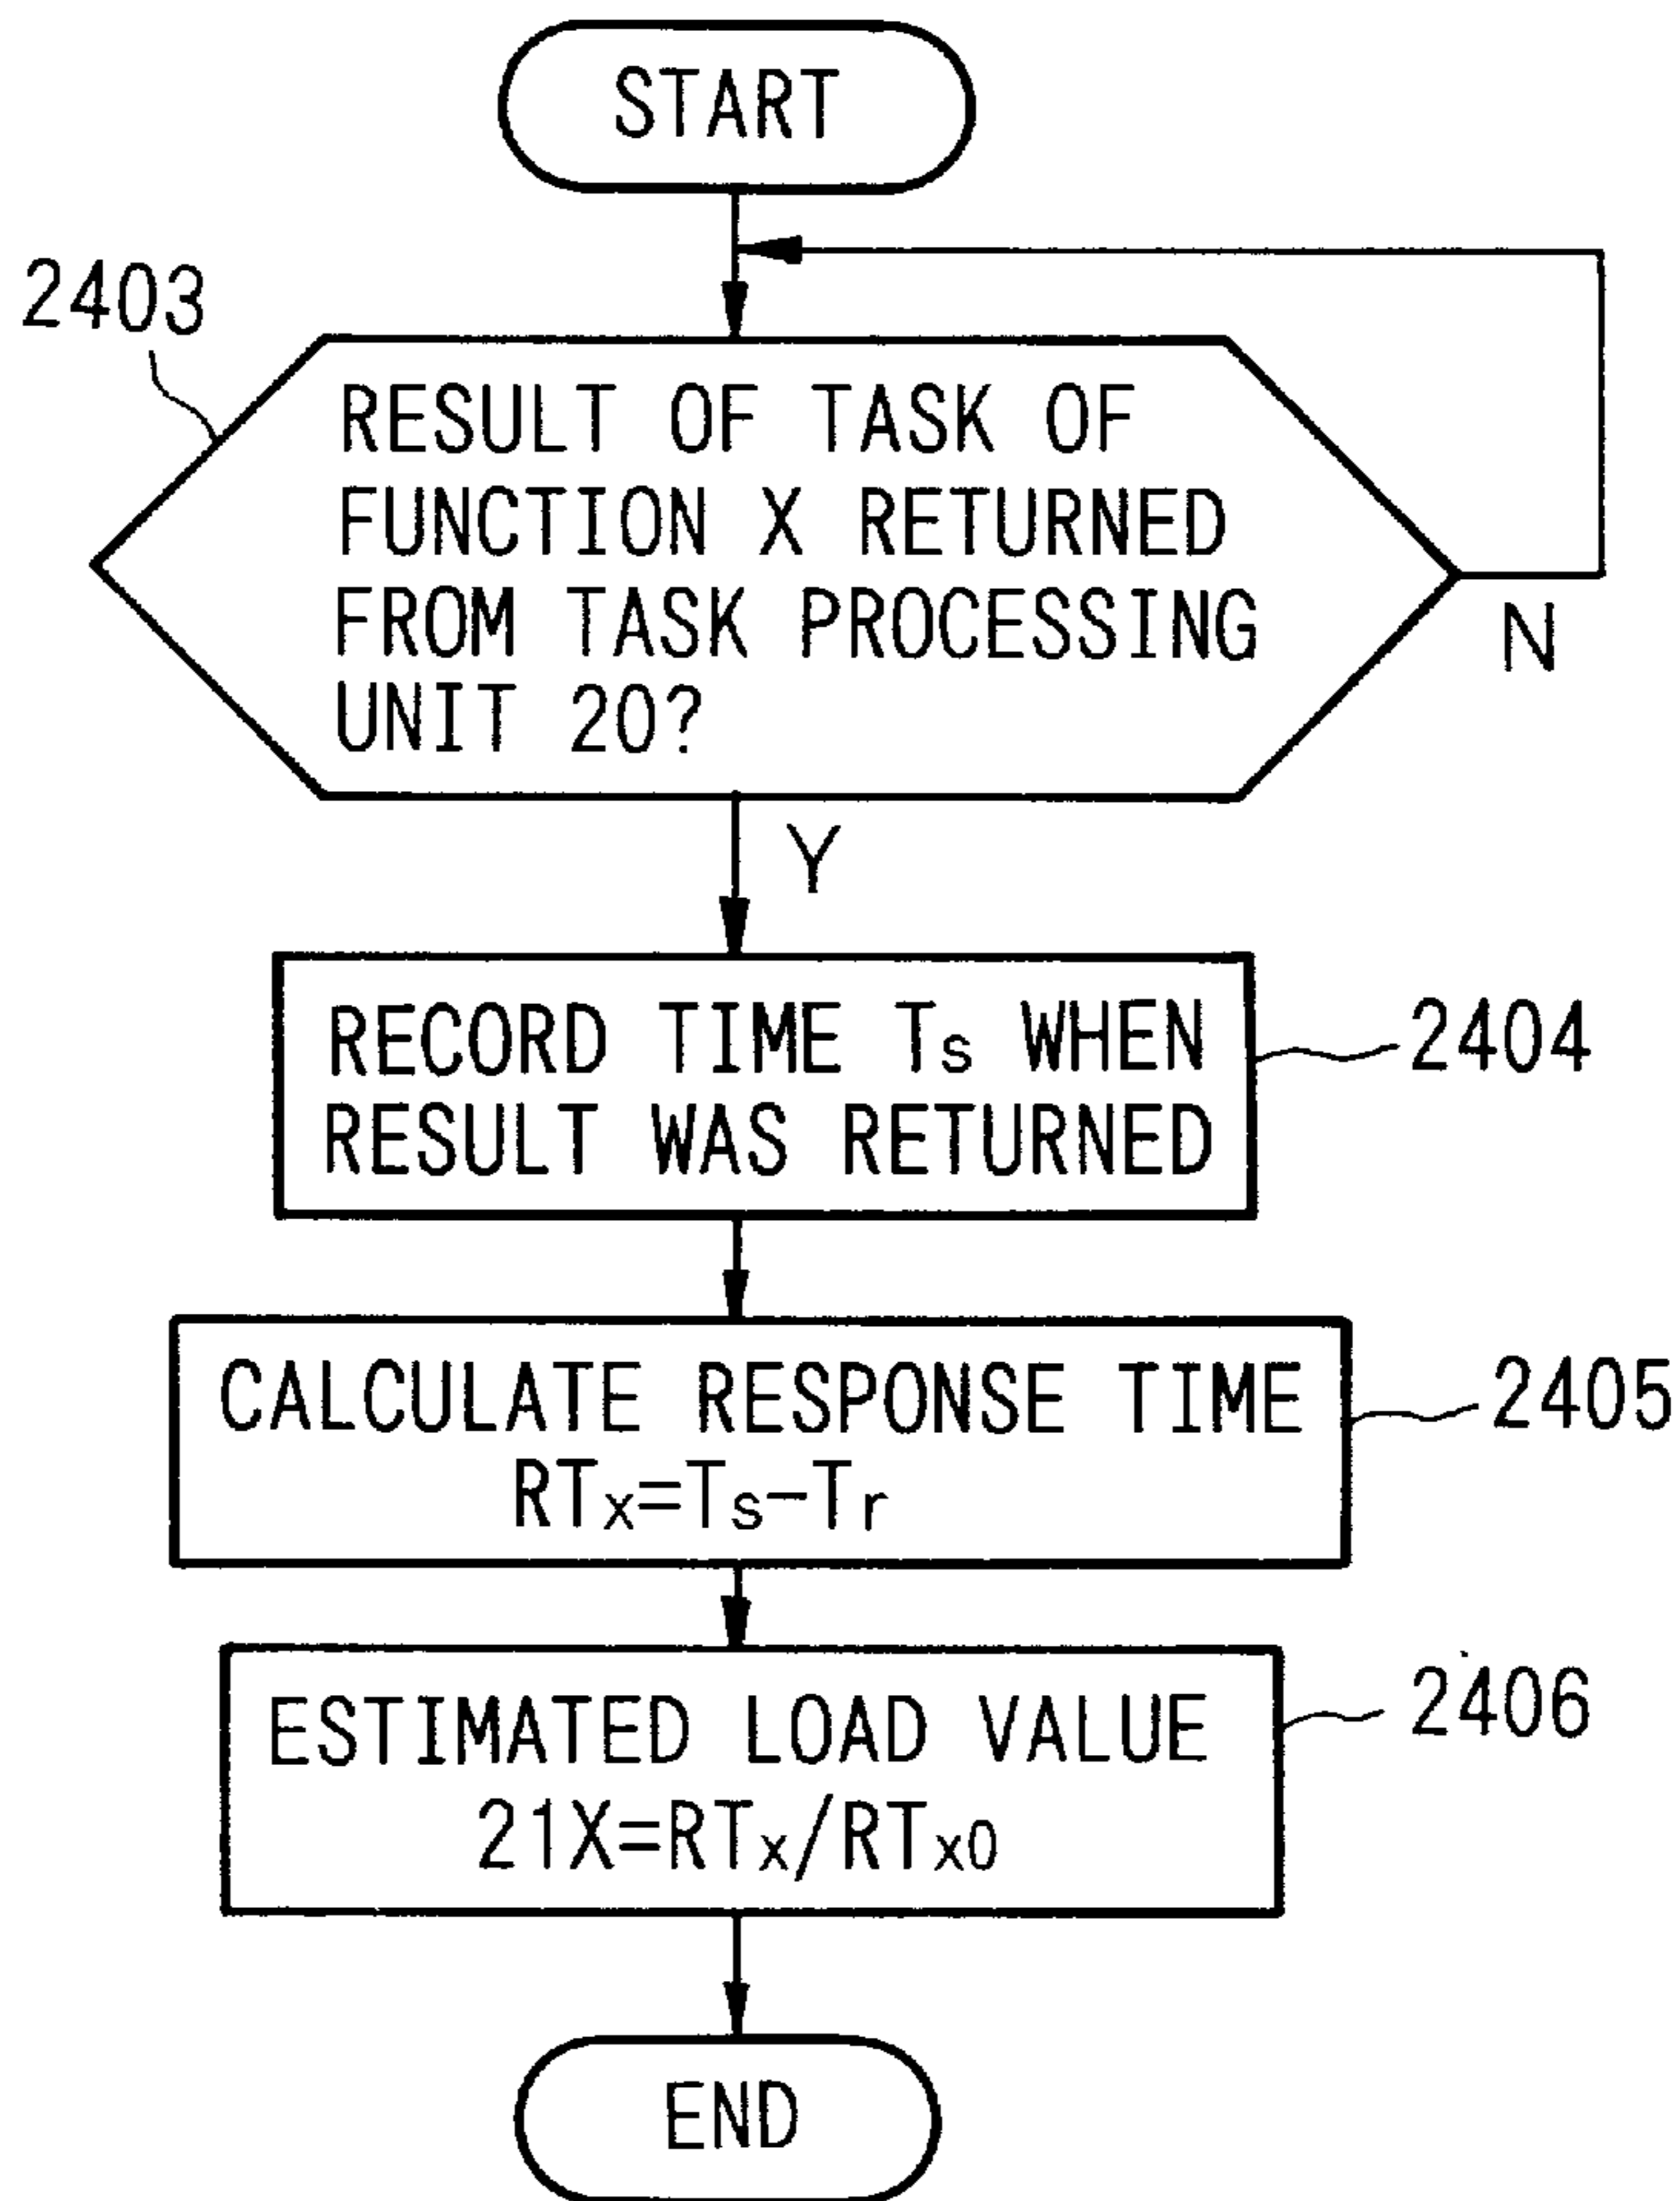 START
2403
RESULT OF TASK OF
FUNCTION X RETURNED
FROM TASK PROCESSING
UNIT 20?
N
Y
RECORD TIME Ts WHEN
RESULT WAS RETURNED
2404
CALCULATE RESPONSE TIME
RTx=Ts-Tr
2405
ESTIMATED LOAD VALUE
21X=RTx/RTx0
2406
END